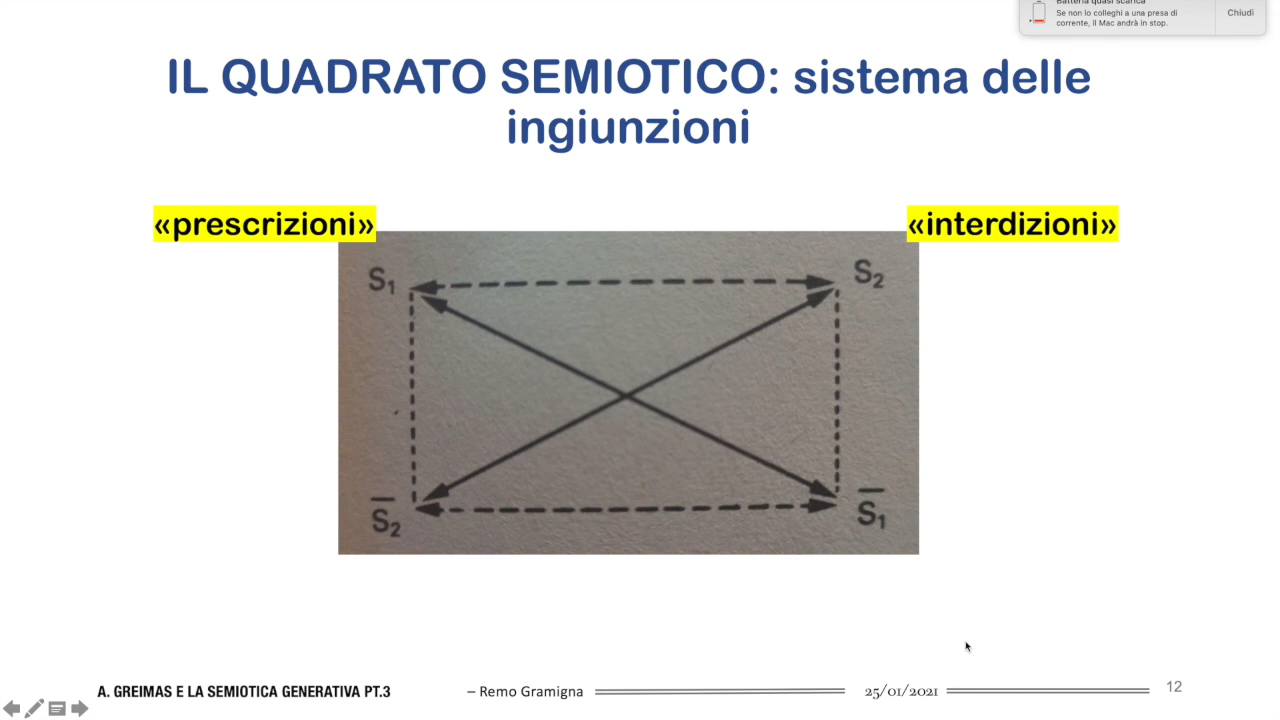 Batteria quasi scarica
Se non lo colleghi a una presa di
corrente, il Mac andrà in stop.
Chiudi
IL QUADRATO SEMIOTICO: sistema delle
ingiunzioni
«prescrizioni»
«interdizioni»
S₁
S₂
S̅₂
S̅₁
A. GREIMAS E LA SEMIOTICA GENERATIVA PT.3
– Remo Gramigna
25/01/2021
12